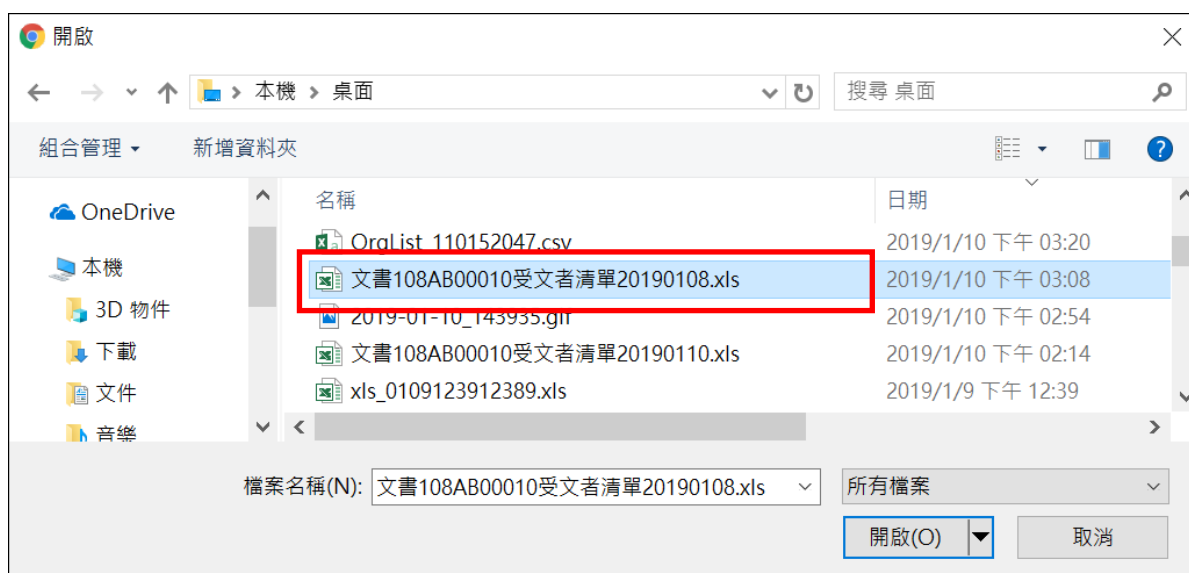 開啟
本機 > 桌面
搜尋 桌面
組合管理
新增資料夾
名稱
日期
OneDrive
本機
3D 物件
下載
文件
音樂
OrgList_110152047.csv 2019/1/10 下午 03:20
文書108AB00010受文者清單20190108.xls 2019/1/10 下午 03:08
2019-01-10_143935.gif 2019/1/10 下午 02:54
文書108AB00010受文者清單20190110.xls 2019/1/10 下午 02:14
xls_0109123912389.xls 2019/1/9 下午 12:39
檔案名稱(N): 文書108AB00010受文者清單20190108.xls
所有檔案
開啟(O)
取消